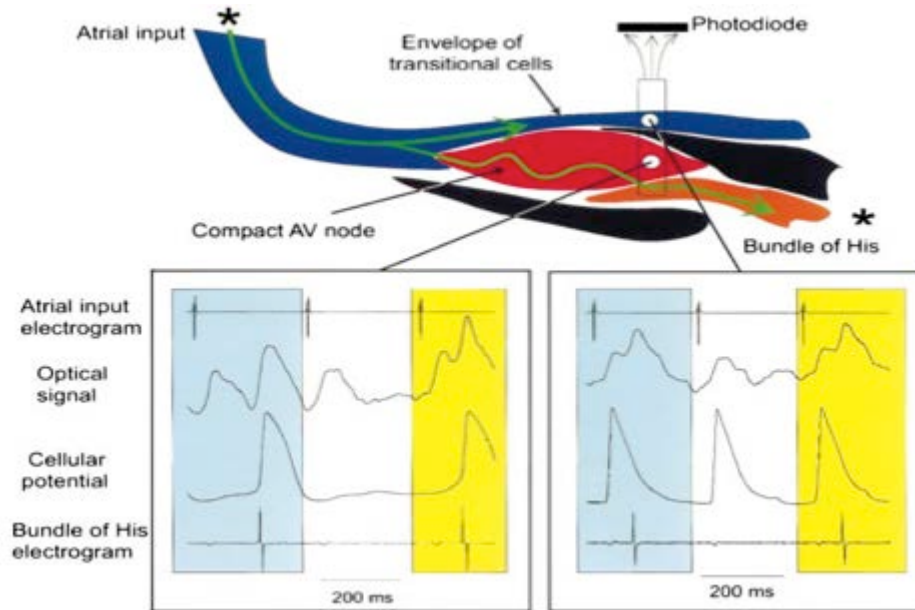 *
Atrial input
Photodiode
Envelope of
transitional cells
Compact AV node
*
Bundle of His
Atrial input
electrogram
Optical
signal
Cellular
potential
Bundle of His
electrogram
200 ms
200 ms